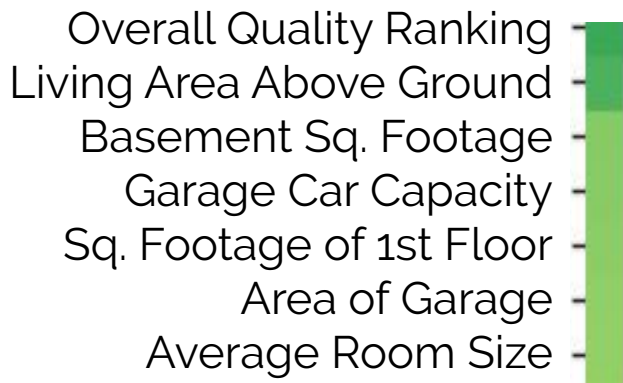 Overall Quality Ranking
Living Area Above Ground
Basement Sq. Footage
Garage Car Capacity
Sq. Footage of 1st Floor
Area of Garage
Average Room Size